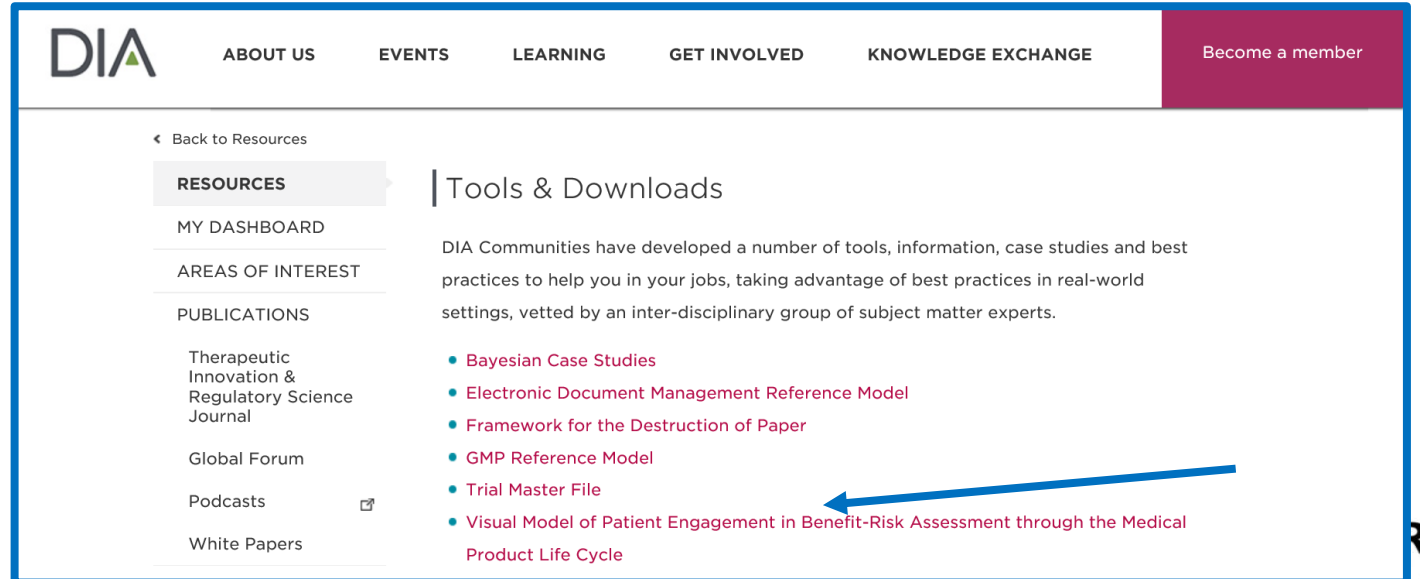 DIA
ABOUT US
EVENTS
LEARNING
GET INVOLVED
KNOWLEDGE EXCHANGE
Become a member
Back to Resources
RESOURCES
MY DASHBOARD
AREAS OF INTEREST
PUBLICATIONS
Therapeutic
Innovation &
Regulatory Science
Journal
Global Forum
Podcasts
White Papers
Tools & Downloads
DIA Communities have developed a number of tools, information, case studies and best
practices to help you in your jobs, taking advantage of best practices in real-world
settings, vetted by an inter-disciplinary group of subject matter experts.
Bayesian Case Studies
Electronic Document Management Reference Model
Framework for the Destruction of Paper
GMP Reference Model
Trial Master File
Visual Model of Patient Engagement in Benefit-Risk Assessment through the Medical
Product Life Cycle